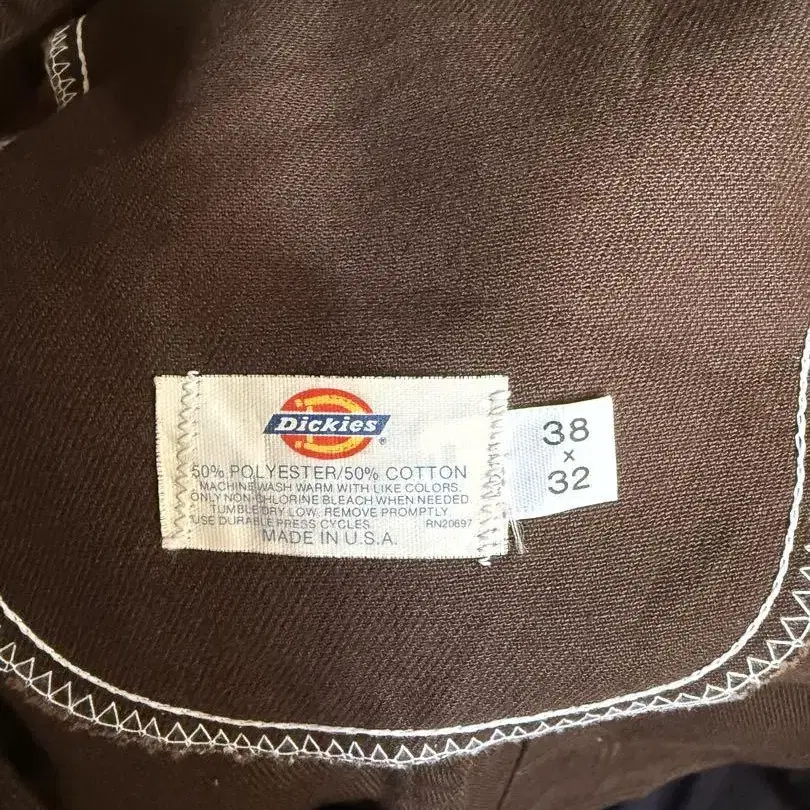 Dickies ®
50% POLYESTER/50% COTTON
MACHINE WASH WARM WITH LIKE COLORS.
ONLY NON-CHLORINE BLEACH WHEN NEEDED.
TUMBLE DRY LOW. REMOVE PROMPTLY
USE DURABLE PRESS CYCLES. RN20697
MADE IN U.S.A.
38
x
32